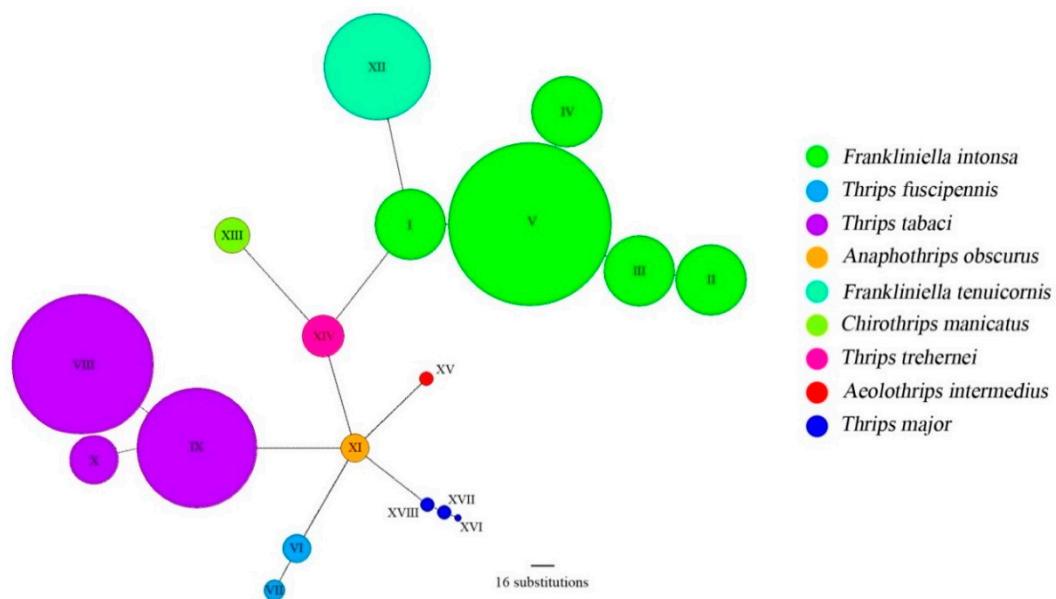 XII
IV
I
V
XIII
III
II
XIV
VIII
XV
IX
XI
X
XVII
XVIII
XVI
VI
VII
16 substitutions
Frankliniella intonsa
Thrips fuscipennis
Thrips tabaci
Anaphothrips obscurus
Frankliniella tenuicornis
Chirothrips manicatus
Thrips trehernei
Aeolothrips intermedius
Thrips major